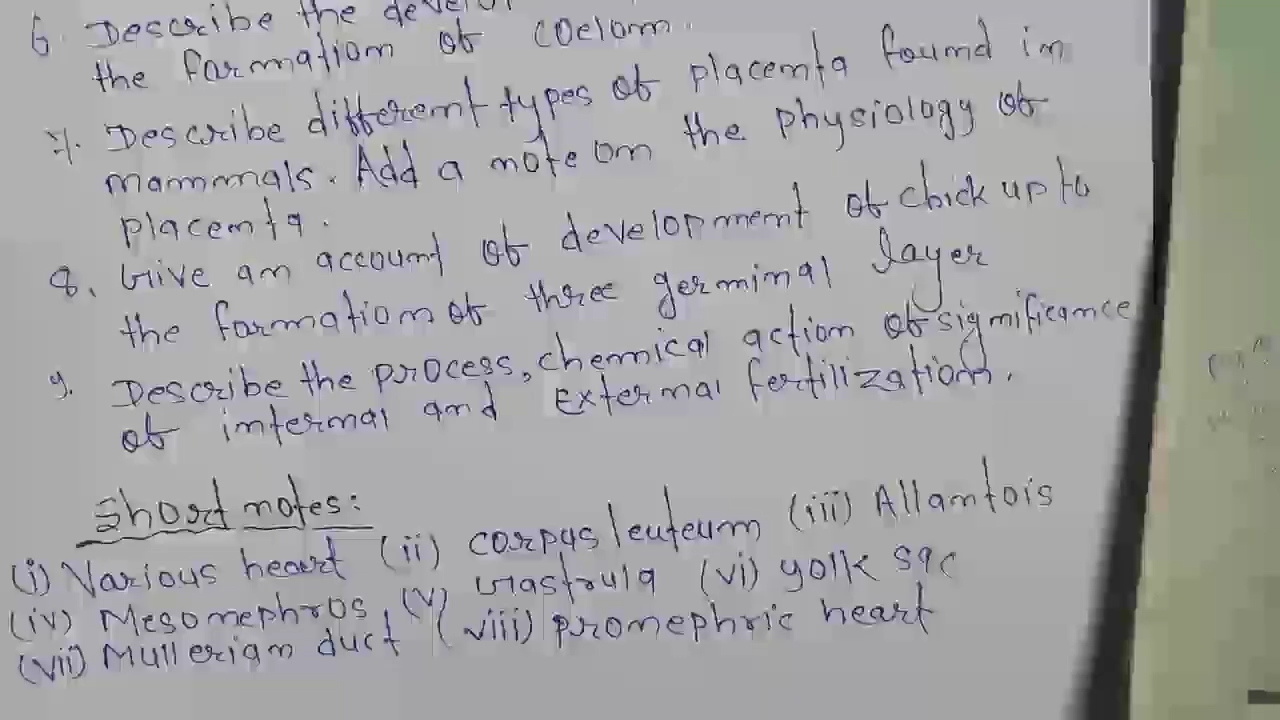 6. Describe the
the formation of coelom.
7. Describe different types of placenta found in
mammals. Add a note on the physiology of
placenta.
8. Give an account of development of chick up to
the formation of three germinal layer
9. Describe the process, chemical action of significance
of internal and external fertilization.
Short notes:
(i) Various heart (ii) corpus leuteum (iii) Allantois
(iv) Mesonephros (v) Gastrula (vi) yolk sac
(vii) Mullerian duct (viii) pronephric heart